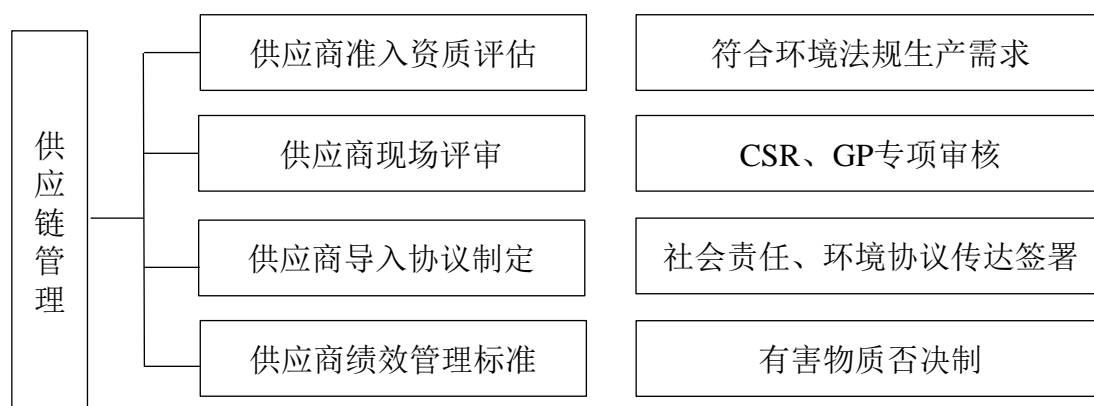 供应链管理
供应商准入资质评估
符合环境法规生产需求
供应商现场评审
CSR、GP专项审核
供应商导入协议制定
社会责任、环境协议传达签署
供应商绩效管理标准
有害物质否决制